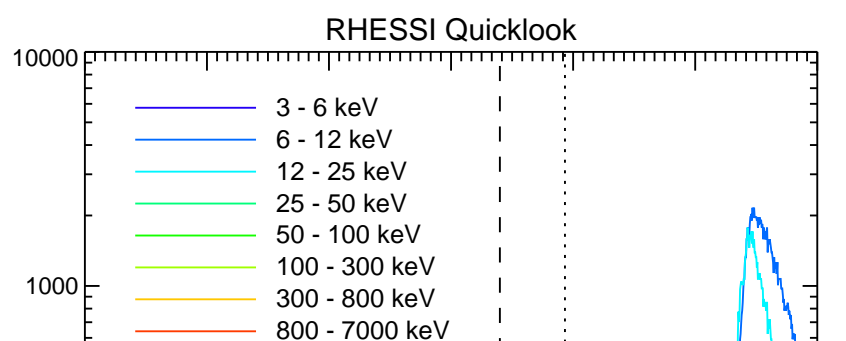 RHESSI Quicklook
10000
3 - 6 keV
6 - 12 keV
12 - 25 keV
25 - 50 keV
50 - 100 keV
100 - 300 keV
1000
300 - 800 keV
800 - 7000 keV